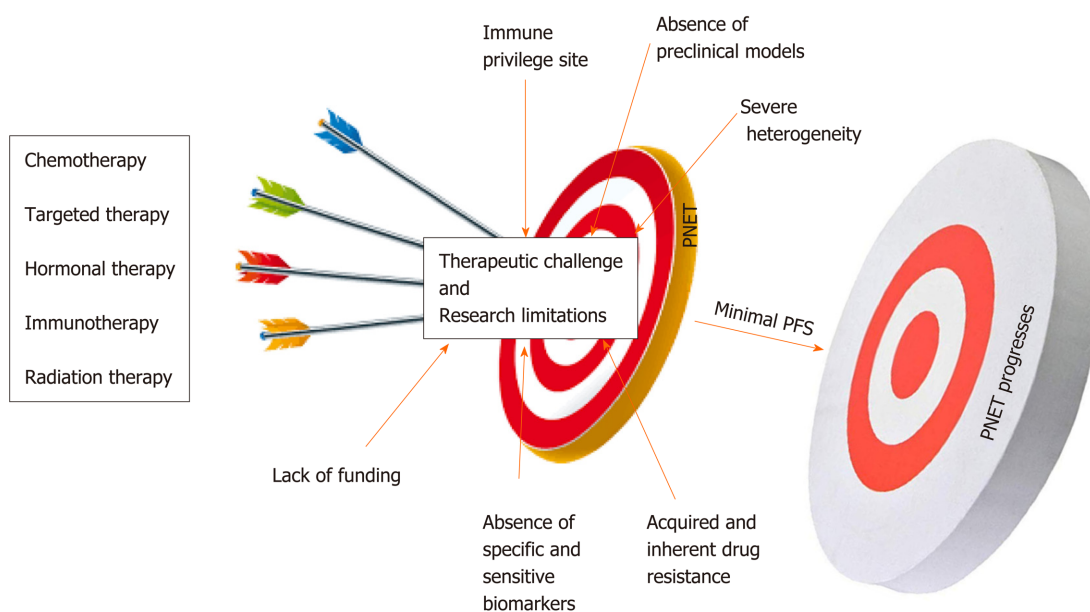 Immune
privilege site
Absence of
preclinical models
Severe
heterogeneity
Chemotherapy
Targeted therapy
Hormonal therapy
Immunotherapy
Radiation therapy
PNET
Therapeutic challenge
and
Research limitations
Minimal PFS
PNET progresses
Lack of funding
Absence of
specific and
sensitive
biomarkers
Acquired and
inherent drug
resistance